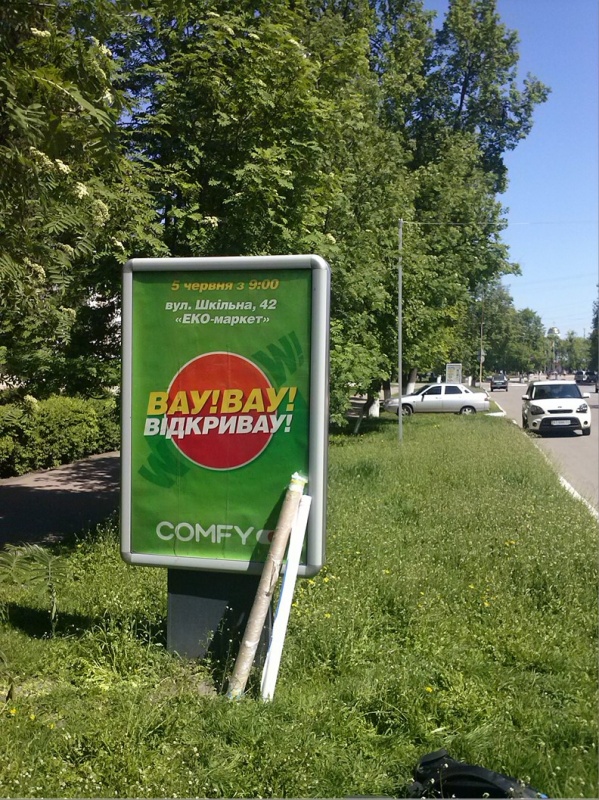 5 червня з 9:00
вул. Шкільна, 42
«ЕКО-маркет»
ВАУ!ВАУ!
ВІДКРИВАУ!
COMFY